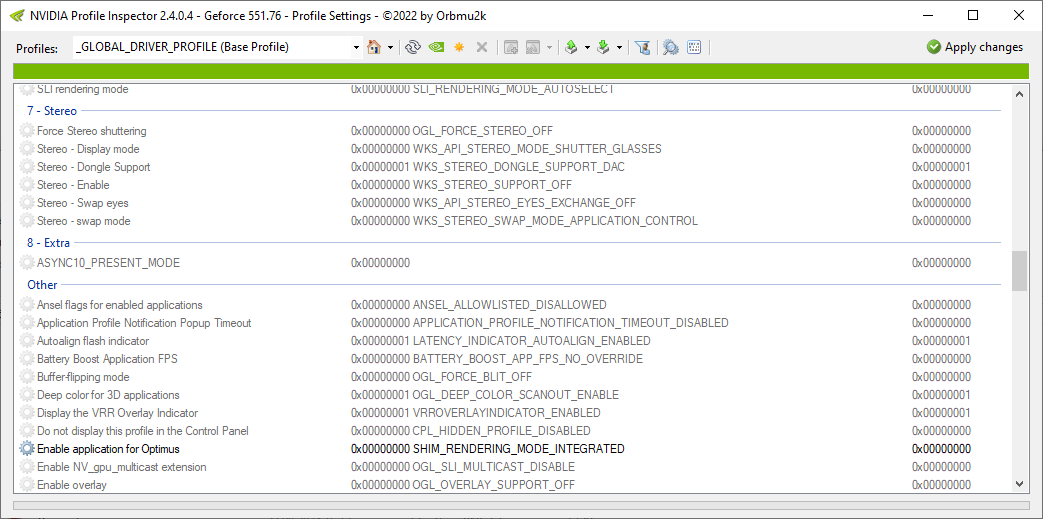 NVIDIA Profile Inspector 2.4.0.4 - Geforce 551.76 - Profile Settings - ©2022 by Orbmu2k
Profiles: _GLOBAL_DRIVER_PROFILE (Base Profile) Apply changes
SLI rendering mode 0x00000000 SLI_RENDERING_MODE_AUTOSELECT 0x00000000
7 - Stereo
Force Stereo shuttering 0x00000000 OGL_FORCE_STEREO_OFF 0x00000000
Stereo - Display mode 0x00000000 WKS_API_STEREO_MODE_SHUTTER_GLASSES 0x00000000
Stereo - Dongle Support 0x00000001 WKS_STEREO_DONGLE_SUPPORT_DAC 0x00000001
Stereo - Enable 0x00000000 WKS_STEREO_SUPPORT_OFF 0x00000000
Stereo - Swap eyes 0x00000000 WKS_API_STEREO_EYES_EXCHANGE_OFF 0x00000000
Stereo - swap mode 0x00000000 WKS_STEREO_SWAP_MODE_APPLICATION_CONTROL 0x00000000
8 - Extra
ASYNC10_PRESENT_MODE 0x00000000 0x00000000
Other
Ansel flags for enabled applications 0x00000000 ANSEL_ALLOWLISTED_DISALLOWED 0x00000000
Application Profile Notification Popup Timeout 0x00000000 APPLICATION_PROFILE_NOTIFICATION_TIMEOUT_DISABLED 0x00000000
Autoalign flash indicator 0x00000001 LATENCY_INDICATOR_AUTOALIGN_ENABLED 0x00000001
Battery Boost Application FPS 0x00000000 BATTERY_BOOST_APP_FPS_NO_OVERRIDE 0x00000000
Buffer-flipping mode 0x00000000 OGL_FORCE_BLIT_OFF 0x00000000
Deep color for 3D applications 0x00000001 OGL_DEEP_COLOR_SCANOUT_ENABLE 0x00000001
Display the VRR Overlay Indicator 0x00000001 VRROVERLAYINDICATOR_ENABLED 0x00000001
Do not display this profile in the Control Panel 0x00000000 CPL_HIDDEN_PROFILE_DISABLED 0x00000000
Enable application for Optimus 0x00000000 SHIM_RENDERING_MODE_INTEGRATED 0x00000000
Enable NV_gpu_multicast extension 0x00000000 OGL_SLI_MULTICAST_DISABLE 0x00000000
Enable overlay 0x00000000 OGL_OVERLAY_SUPPORT_OFF 0x00000000